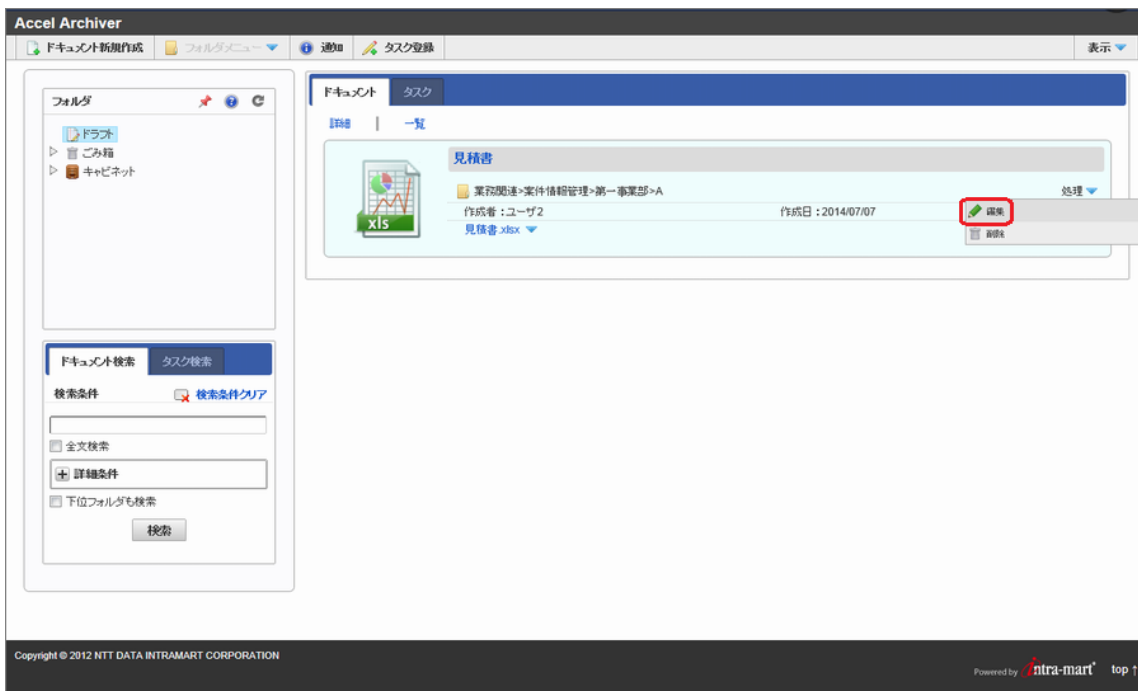 Accel Archiver
ドキュメント新規作成 フォルダメニュー 通知 タスク登録 表示
フォルダ
ドラフト
ごみ箱
キャビネット
ドキュメント検索 タスク検索
検索条件 検索条件クリア
全文検索
詳細条件
下位フォルダも検索
検索
ドキュメント タスク
詳細 | 一覧
見積書
業務関連>案件情報管理>第一事業部>A 処理
作成者 : ユーザ2 作成日 : 2014/07/07
編集
見積書.xlsx
削除
xls
Copyright © 2012 NTT DATA INTRAMART CORPORATION
Powered by intra-mart top ↑